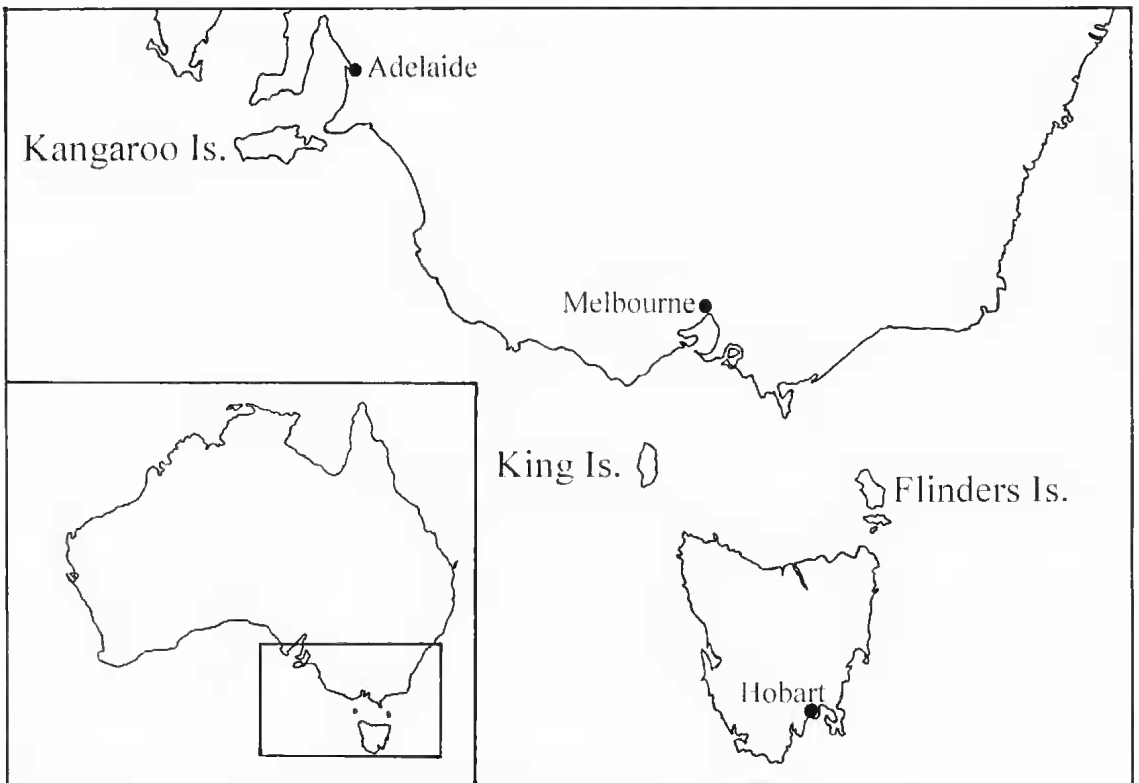 Adelaide
Kangaroo Is.
Melbourne
King Is.
Flinders Is.
Hobart